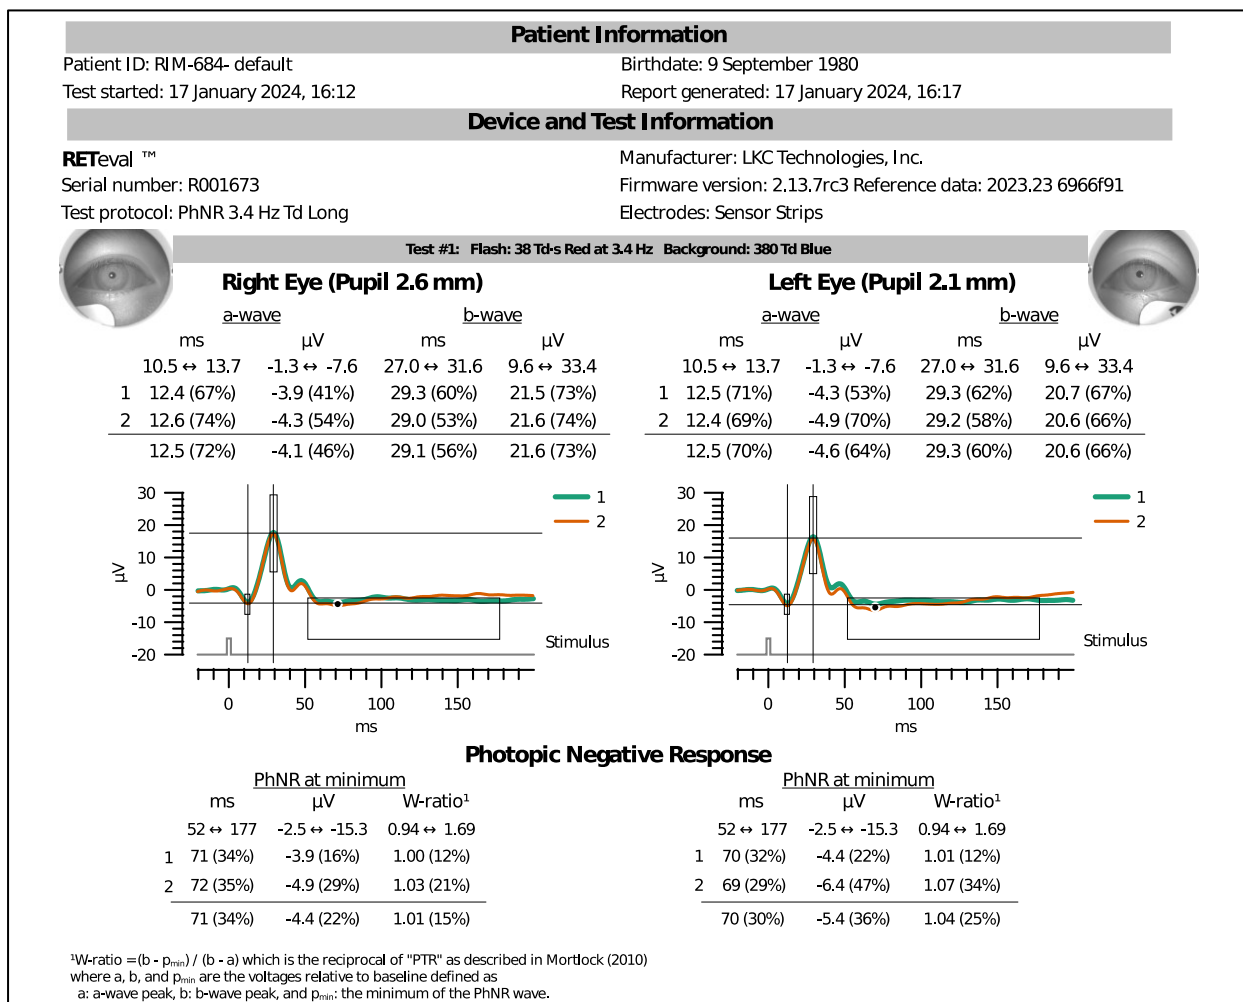 Patient Information
Patient ID: RIM-684- default Birthdate: 9 September 1980
Test started: 17 January 2024, 16:12 Report generated: 17 January 2024, 16:17
Device and Test Information
RETeval ™ Manufacturer: LKC Technologies, Inc.
Serial number: R001673 Firmware version: 2.13.7rc3 Reference data: 2023.23 6966f91
Test protocol: PhNR 3.4 Hz Td Long Electrodes: Sensor Strips
Test #1: Flash: 38 Td·s Red at 3.4 Hz Background: 380 Td Blue
Right Eye (Pupil 2.6 mm)
a-wave b-wave
ms µV ms µV
10.5 ↔ 13.7 -1.3 ↔ -7.6 27.0 ↔ 31.6 9.6 ↔ 33.4
1 12.4 (67%) -3.9 (41%) 29.3 (60%) 21.5 (73%)
2 12.6 (74%) -4.3 (54%) 29.0 (53%) 21.6 (74%)
12.5 (72%) -4.1 (46%) 29.1 (56%) 21.6 (73%)
Left Eye (Pupil 2.1 mm)
a-wave b-wave
ms µV ms µV
10.5 ↔ 13.7 -1.3 ↔ -7.6 27.0 ↔ 31.6 9.6 ↔ 33.4
1 12.5 (71%) -4.3 (53%) 29.3 (62%) 20.7 (67%)
2 12.4 (69%) -4.9 (70%) 29.2 (58%) 20.6 (66%)
12.5 (70%) -4.6 (64%) 29.3 (60%) 20.6 (66%)
30
20
10
0
-10
-20
µV
1
2
Stimulus
0 50 100 150
ms
30
20
10
0
-10
-20
µV
1
2
Stimulus
0 50 100 150
ms
Photopic Negative Response
PhNR at minimum
ms µV W-ratio¹
52 ↔ 177 -2.5 ↔ -15.3 0.94 ↔ 1.69
1 71 (34%) -3.9 (16%) 1.00 (12%)
2 72 (35%) -4.9 (29%) 1.03 (21%)
71 (34%) -4.4 (22%) 1.01 (15%)
PhNR at minimum
ms µV W-ratio¹
52 ↔ 177 -2.5 ↔ -15.3 0.94 ↔ 1.69
1 70 (32%) -4.4 (22%) 1.01 (12%)
2 69 (29%) -6.4 (47%) 1.07 (34%)
70 (30%) -5.4 (36%) 1.04 (25%)
¹W-ratio = (b - pmin) / (b - a) which is the reciprocal of "PTR" as described in Mortlock (2010)
where a, b, and pmin are the voltages relative to baseline defined as
a: a-wave peak, b: b-wave peak, and pmin: the minimum of the PhNR wave.